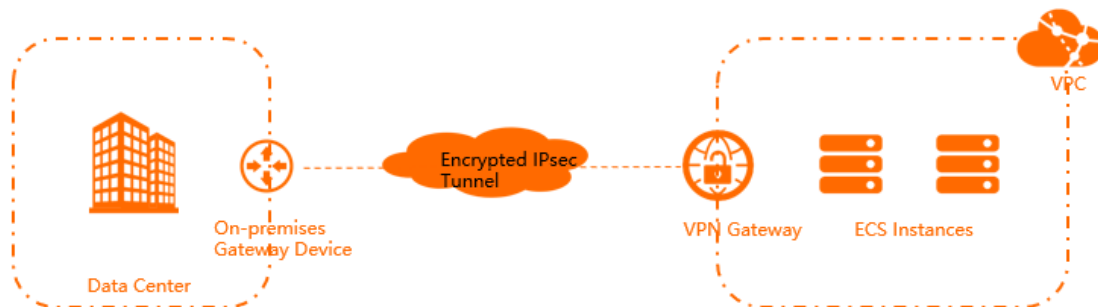 VPC
Encrypted IPsec
Tunnel
On-premises
Gateway Device
VPN Gateway
ECS Instances
Data Center